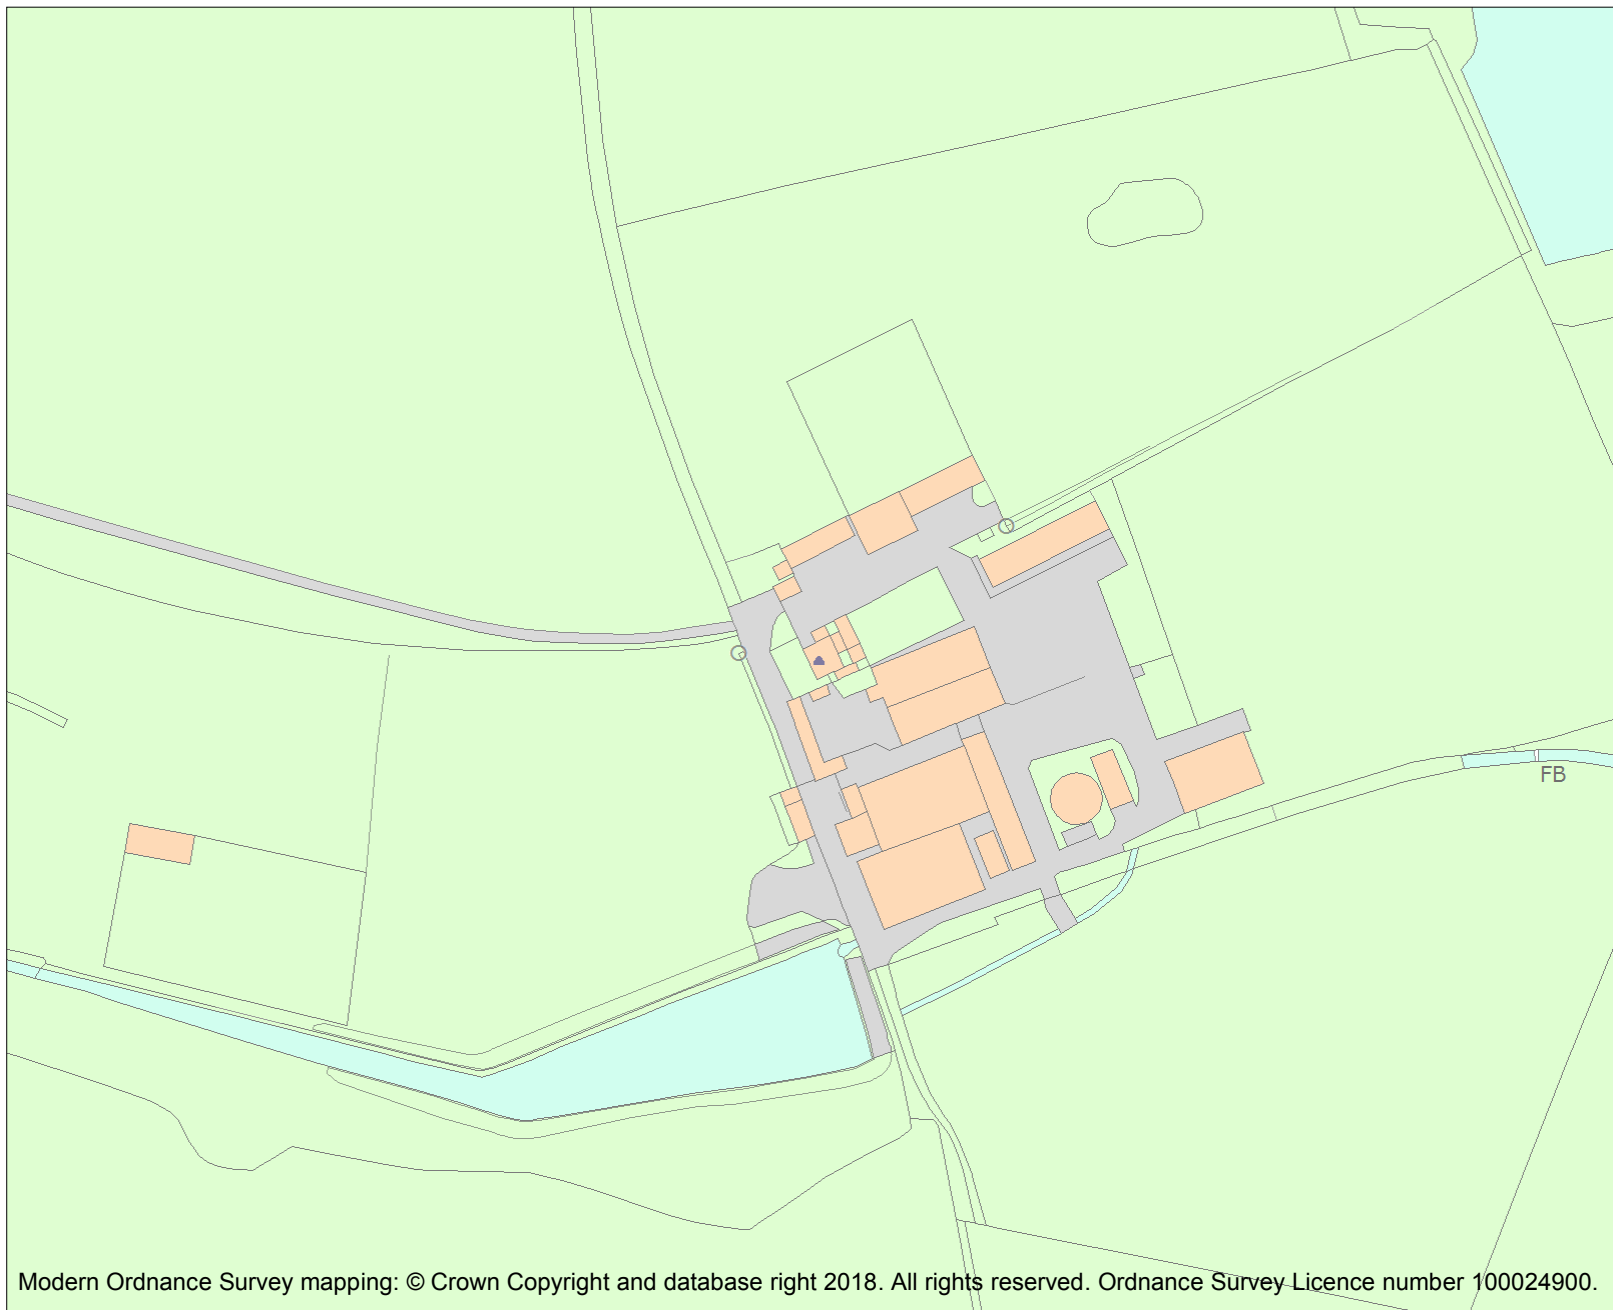 FB
Modern Ordnance Survey mapping: © Crown Copyright and database right 2018. All rights reserved. Ordnance Survey Licence number 100024900.